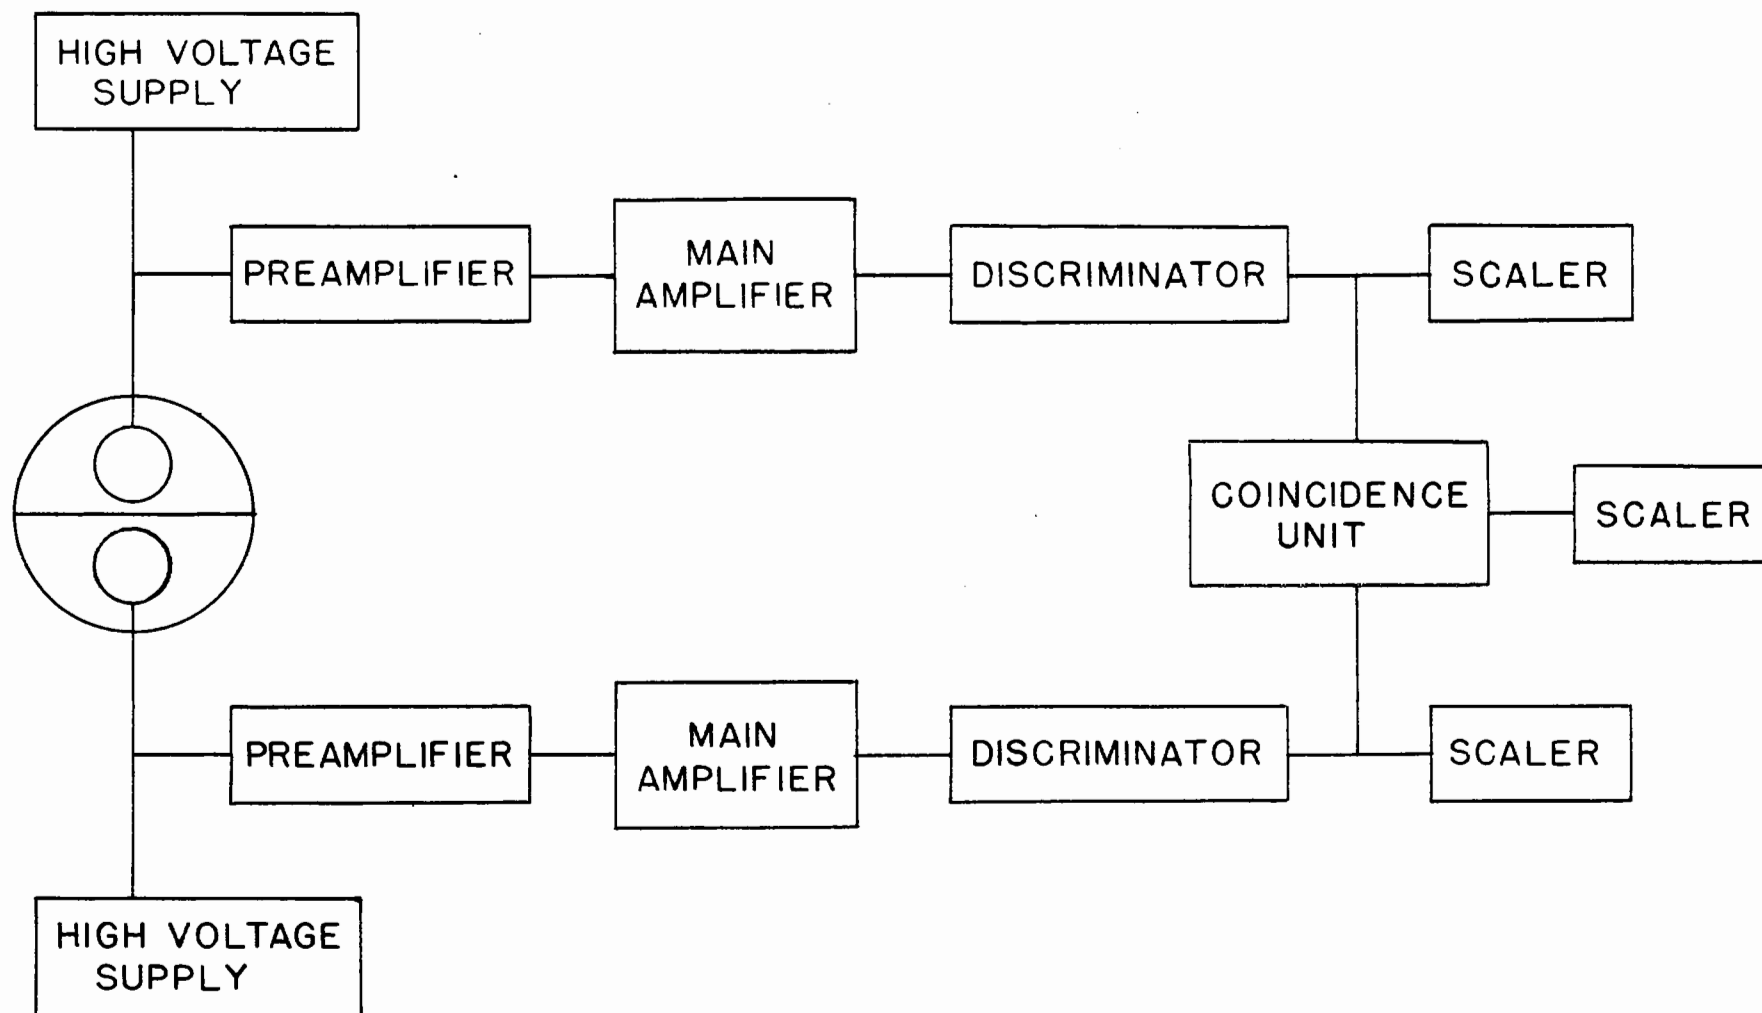 HIGH VOLTAGE
SUPPLY
PREAMPLIFIER
MAIN
AMPLIFIER
DISCRIMINATOR
SCALER
COINCIDENCE
UNIT
SCALER
PREAMPLIFIER
MAIN
AMPLIFIER
DISCRIMINATOR
SCALER
HIGH VOLTAGE
SUPPLY